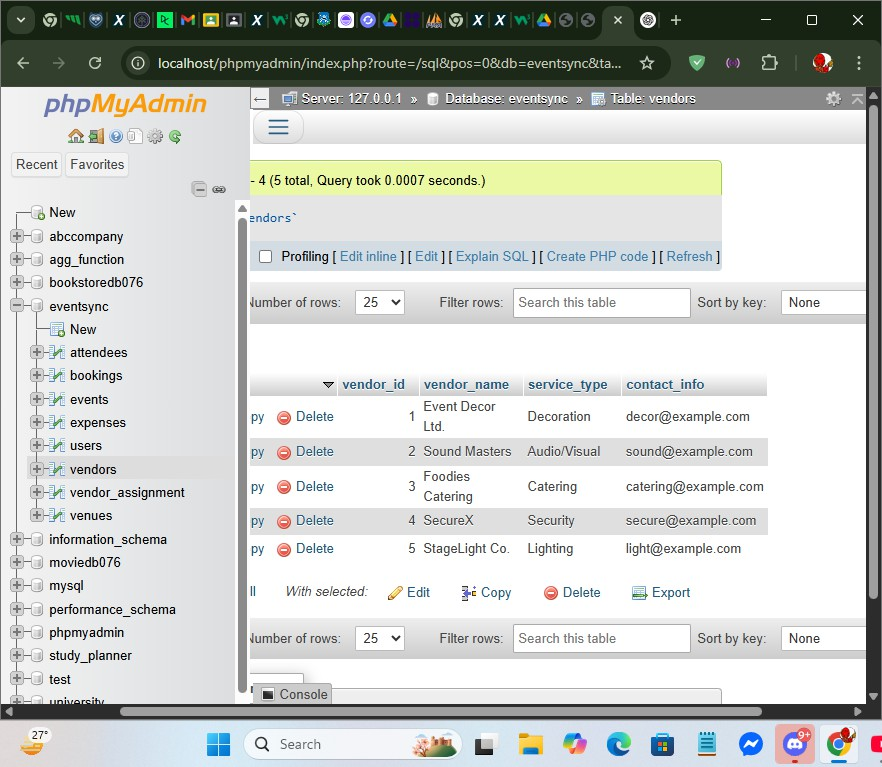 localhost/phpmyadmin/index.php?route=/sql&pos=0&db=eventsync&ta...
phpMyAdmin
Recent Favorites
New
abccompany
agg_function
bookstoredb076
eventsync
New
attendees
bookings
events
expenses
users
vendors
vendor_assignment
venues
information_schema
moviedb076
mysql
performance_schema
phpmyadmin
study_planner
test
university
Server: 127.0.0.1 » Database: eventsync » Table: vendors
- 4 (5 total, Query took 0.0007 seconds.)
endors`
Profiling [ Edit inline ] [ Edit ] [ Explain SQL ] [ Create PHP code ] [ Refresh ]
Number of rows: 25 Filter rows: Search this table Sort by key: None
vendor_id vendor_name service_type contact_info
py Delete 1 Event Decor Ltd. Decoration decor@example.com
py Delete 2 Sound Masters Audio/Visual sound@example.com
py Delete 3 Foodies Catering Catering catering@example.com
py Delete 4 SecureX Security secure@example.com
py Delete 5 StageLight Co. Lighting light@example.com
ll With selected: Edit Copy Delete Export
Number of rows: 25 Filter rows: Search this table Sort by key: None
Console
27°
Search
9+